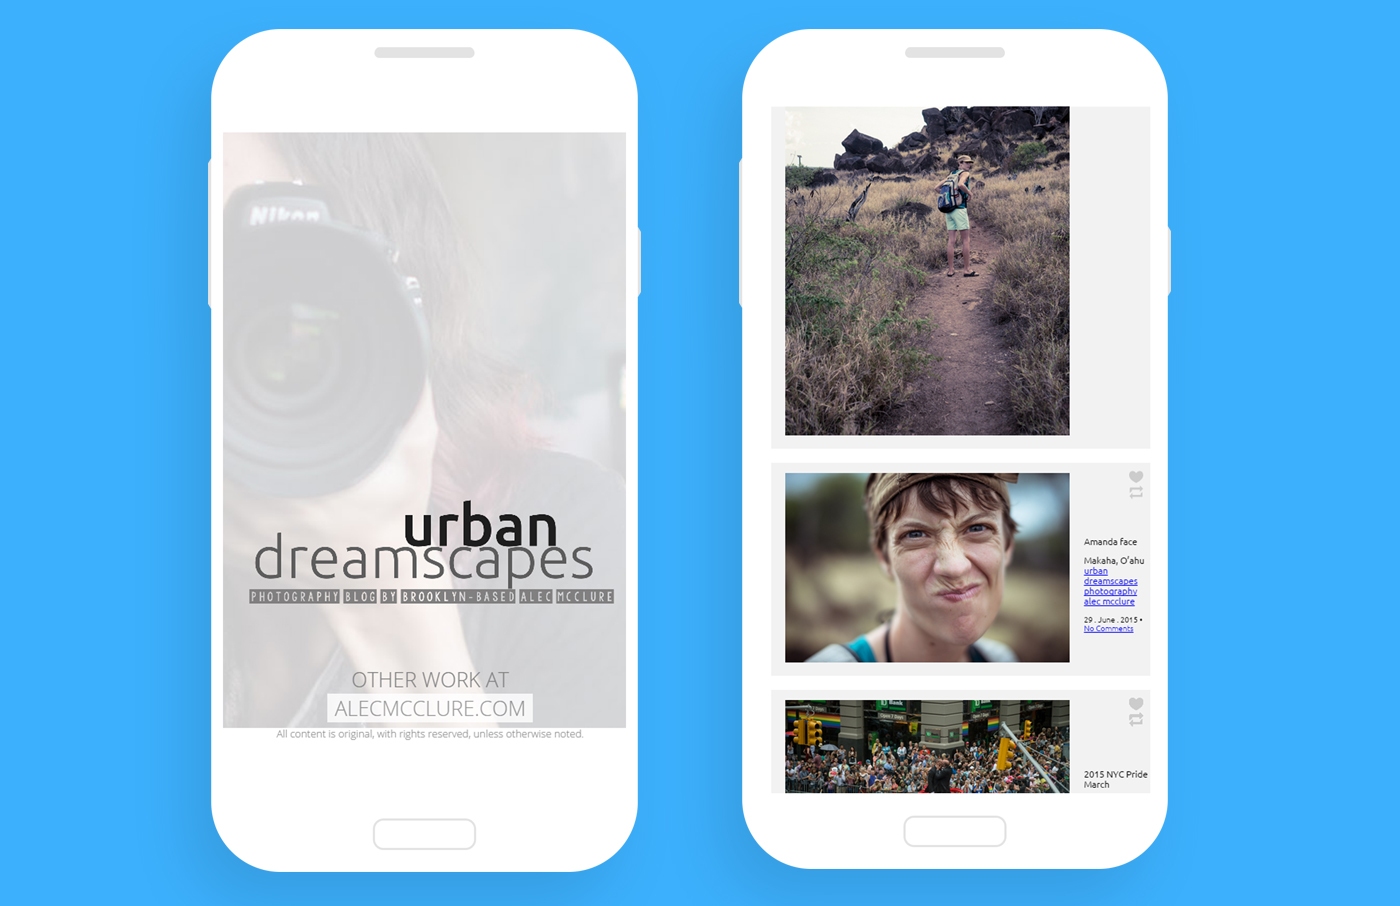 Nikon
urban
dreamscapes
PHOTOGRAPHY BLOG BY BROOKLYN-BASED ALEC MCCLURE
OTHER WORK AT
ALECMCCLURE.COM
All content is original, with rights reserved, unless otherwise noted.
Amanda face
Makaha, O'ahu
urban
dreamscapes
photography
alec mcclure
29 . June . 2015 •
No Comments
Bank
2015 NYC Pride
March